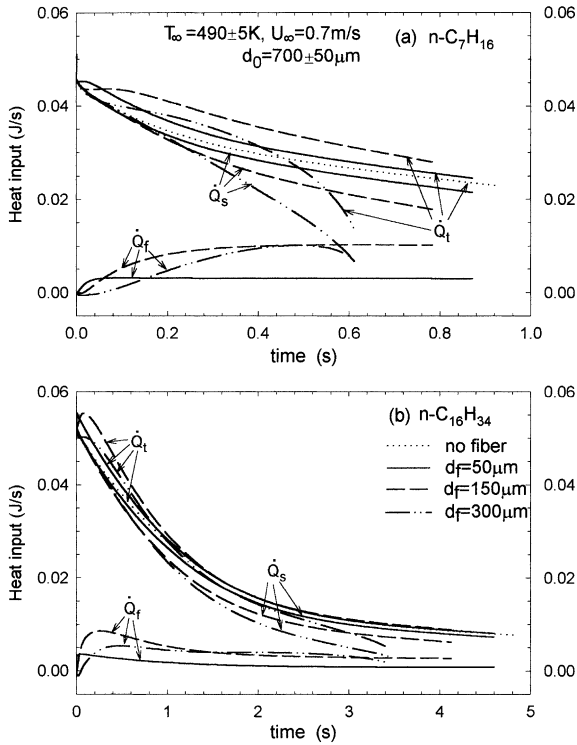 T∞=490±5K, U∞=0.7m/s
d₀=700±50μm
(a) n-C₇H₁₆
0.06
0.04
0.02
0.00
0.06
0.04
0.02
0.00
Heat input (J/s)
Q̇s
Q̇t
Q̇f
0.0
0.2
0.4
0.6
0.8
1.0
time (s)
(b) n-C₁₆H₃₄
no fiber
df=50μm
df=150μm
df=300μm
0.06
0.04
0.02
0.00
0.06
0.04
0.02
0.00
Heat input (J/s)
Q̇t
Q̇s
Q̇f
0
1
2
3
4
5
time (s)